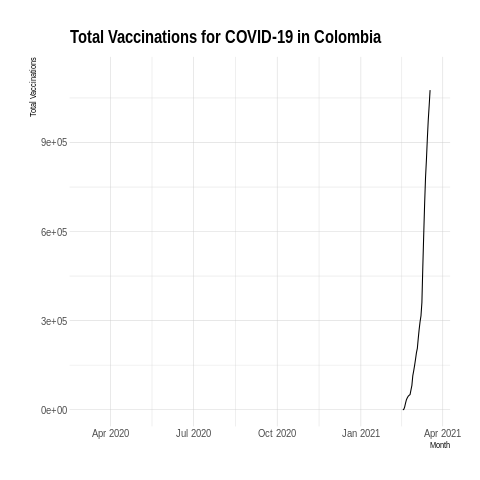 Total Vaccinations for COVID-19 in Colombia
Total Vaccinations
9e+05
6e+05
3e+05
0e+00
Apr 2020 Jul 2020 Oct 2020 Jan 2021 Apr 2021
Month